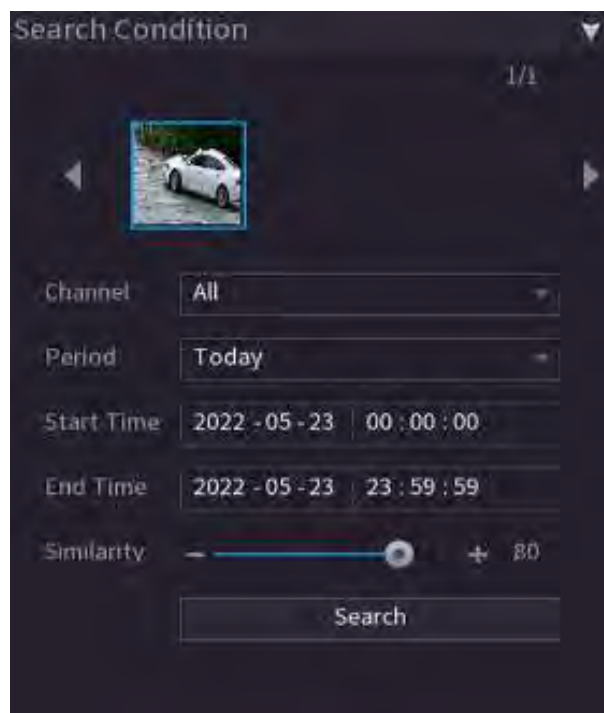 Search Condition
1/1
Channel All
Period Today
Start Time 2022 - 05 - 23 00 : 00 : 00
End Time 2022 - 05 - 23 23 : 59 : 59
Similarity - + 80
Search